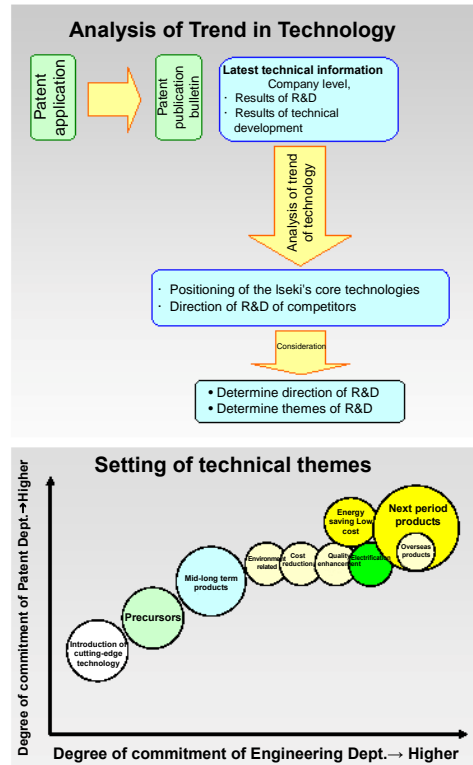 Analysis of Trend in Technology
Patent
application
Patent
publication
bulletin
Latest technical information
Company level,
· Results of R&D
· Results of technical
development
Analysis of trend
of technology
· Positioning of the Iseki's core technologies
· Direction of R&D of competitors
Consideration
• Determine direction of R&D
• Determine themes of R&D
Setting of technical themes
Degree of commitment of Patent Dept.→Higher
Energy
saving Low
cost
Next period
products
Overseas
products
Environment
related
Cost
reduction
Quality
enhancement
Electrification
Mid-long term
products
Precursors
Introduction of
cutting-edge
technology
Degree of commitment of Engineering Dept.→ Higher